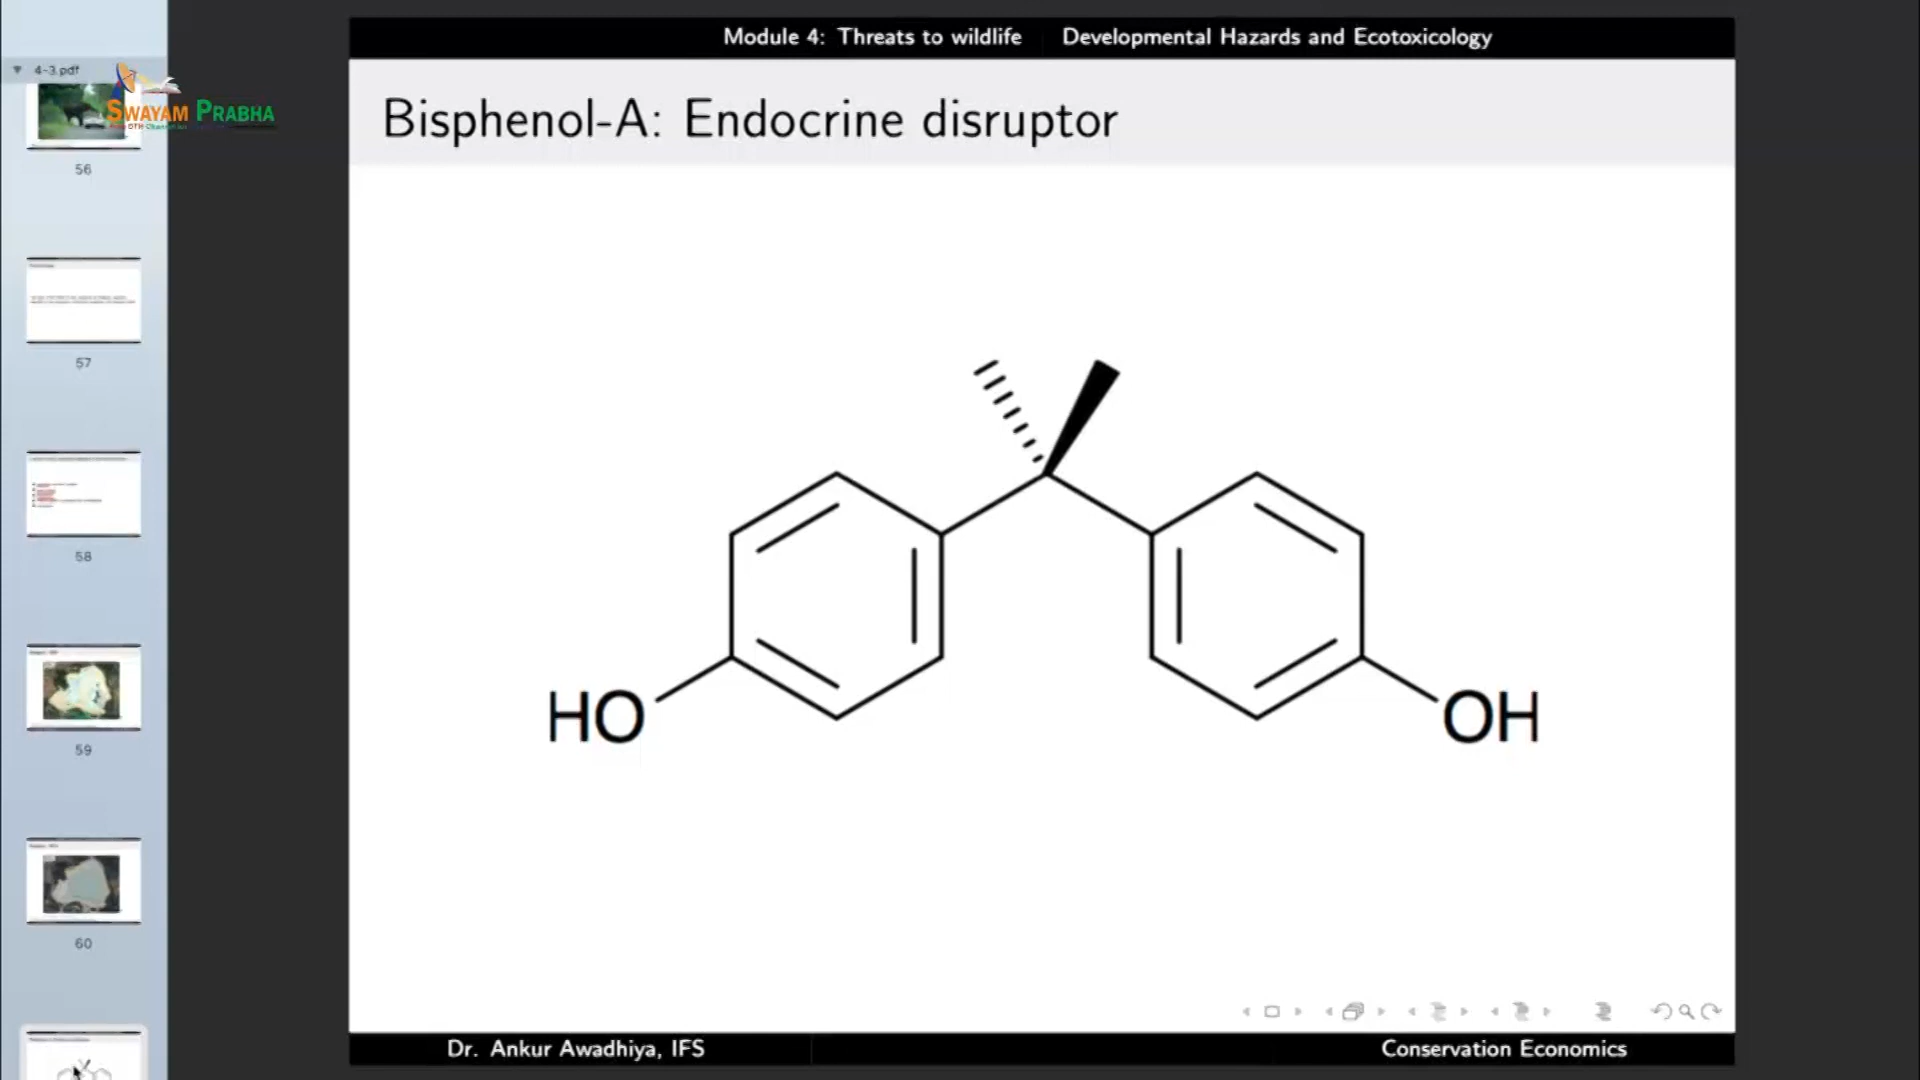 Module 4: Threats to wildlife Developmental Hazards and Ecotoxicology
4-3.pdf
SWAYAM PRABHA
Bisphenol-A: Endocrine disruptor
56
57
58
59
60
HO
OH
Dr. Ankur Awadhiya, IFS Conservation Economics